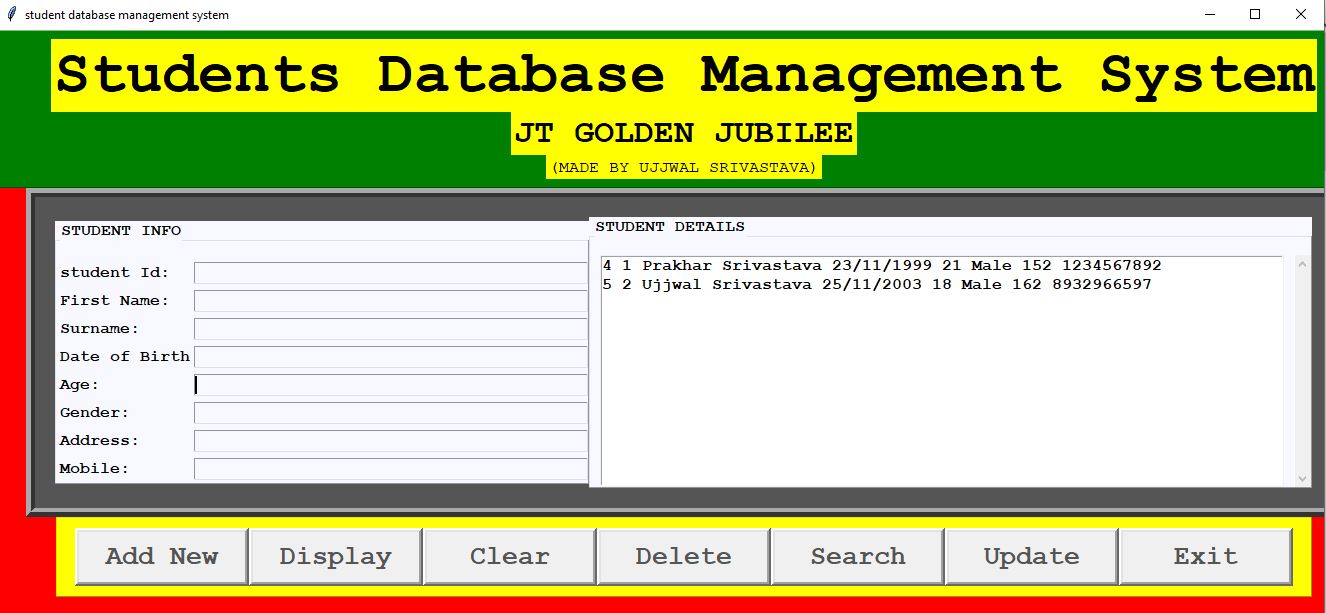 student database management system
Students Database Management System
JT GOLDEN JUBILEE
(MADE BY UJJWAL SRIVASTAVA)
STUDENT INFO
student Id:
First Name:
Surname:
Date of Birth
Age:
Gender:
Address:
Mobile:
STUDENT DETAILS
4 1 Prakhar Srivastava 23/11/1999 21 Male 152 1234567892
5 2 Ujjwal Srivastava 25/11/2003 18 Male 162 8932966597
Add New Display Clear Delete Search Update Exit